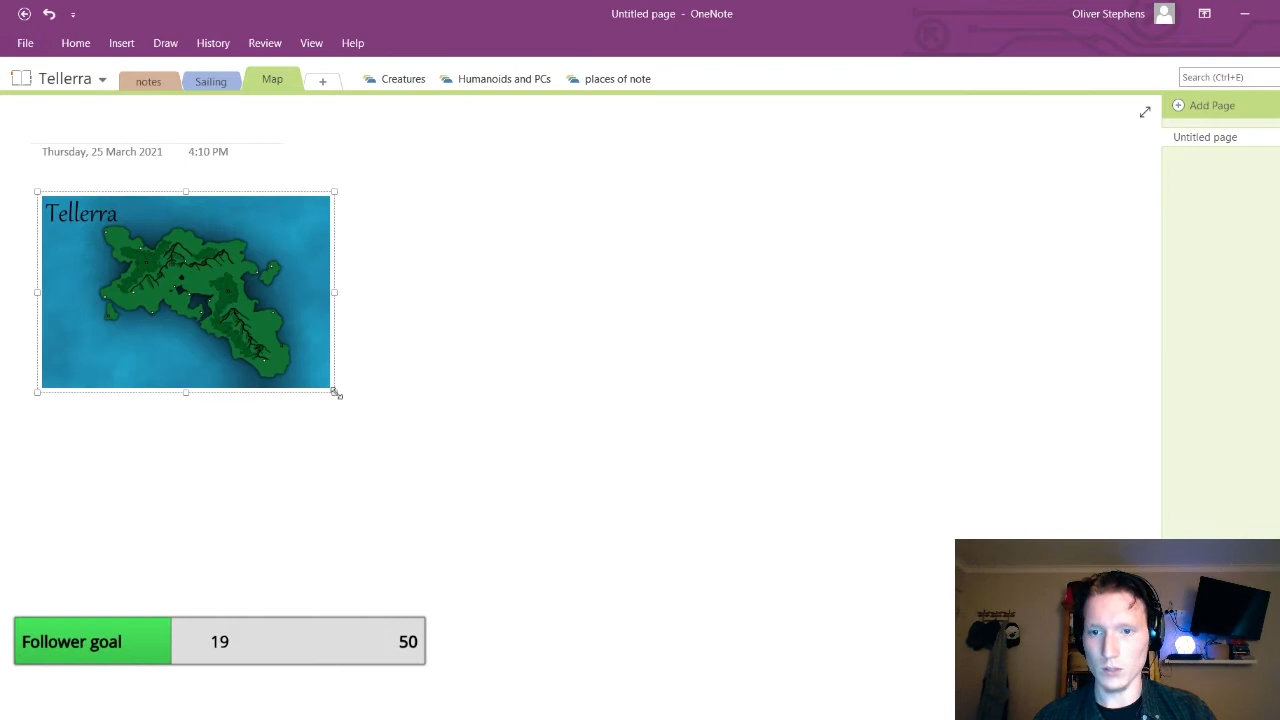 Untitled page - OneNote
Oliver Stephens
File Home Insert Draw History Review View Help
Tellerra notes Sailing Map + Creatures Humanoids and PCs places of note
Search (Ctrl+E)
Add Page
Untitled page
Thursday, 25 March 2021 4:10 PM
Tellerra
Follower goal 19 50